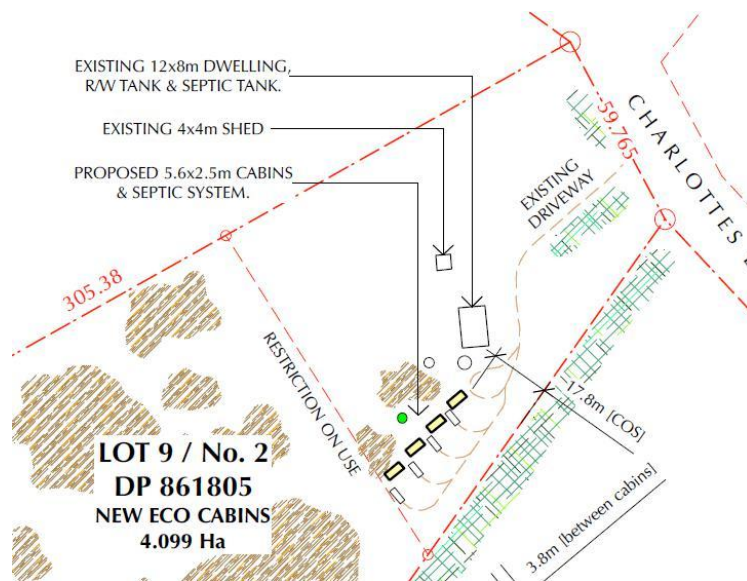 EXISTING 12x8m DWELLING,
R/W TANK & SEPTIC TANK.
EXISTING 4x4m SHED
PROPOSED 5.6x2.5m CABINS
& SEPTIC SYSTEM.
59.765
CHARLOTTES
EXISTING
DRIVEWAY
305.38
RESTRICTION ON USE
17.8m [COS]
3.8m [between cabins]
LOT 9 / No. 2
DP 861805
NEW ECO CABINS
4.099 Ha